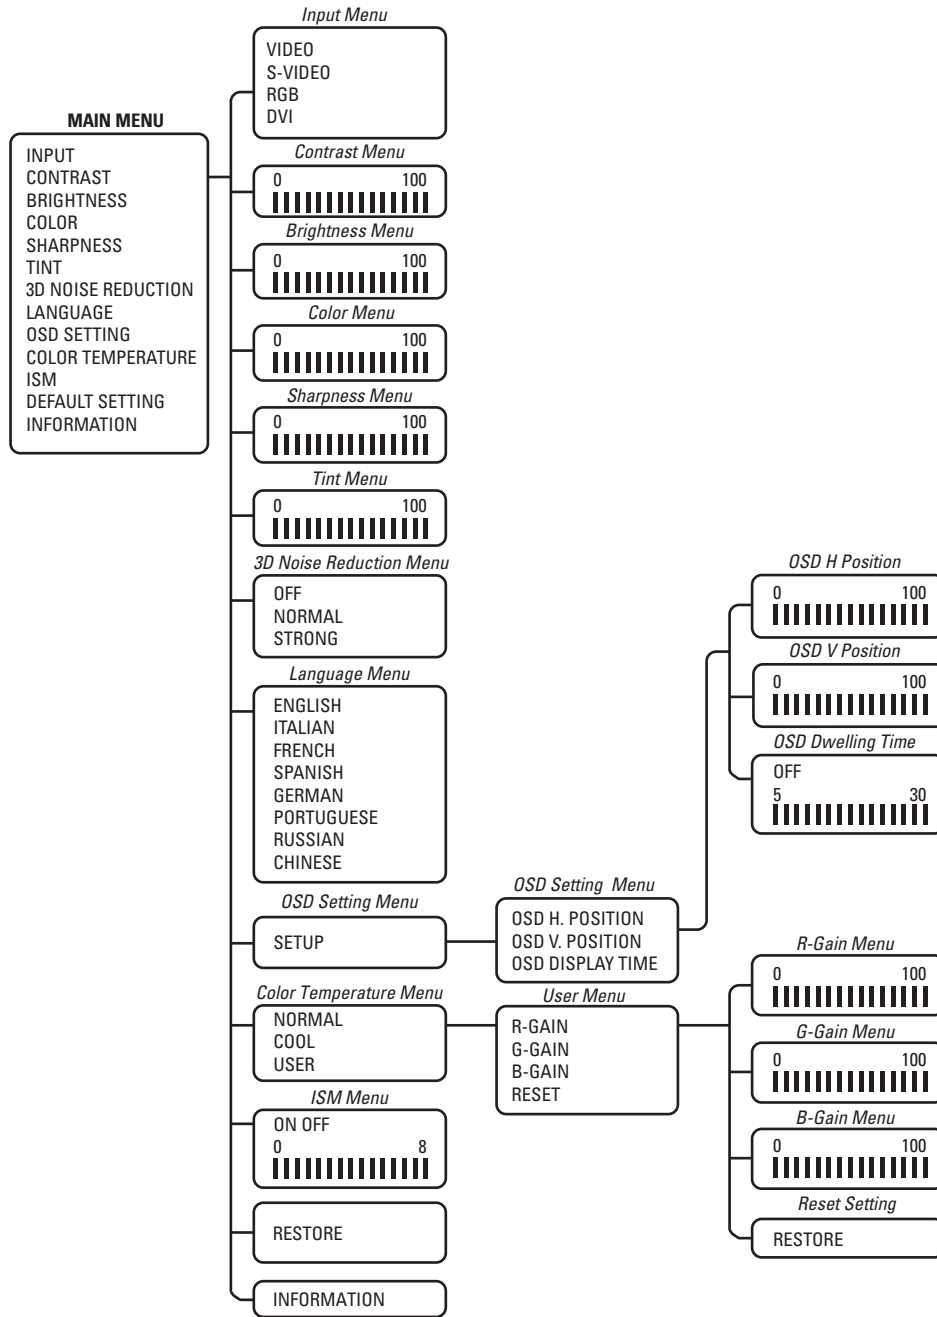 MAIN MENU
INPUT
CONTRAST
BRIGHTNESS
COLOR
SHARPNESS
TINT
3D NOISE REDUCTION
LANGUAGE
OSD SETTING
COLOR TEMPERATURE
ISM
DEFAULT SETTING
INFORMATION
Input Menu
VIDEO
S-VIDEO
RGB
DVI
Contrast Menu
0 100
Brightness Menu
0 100
Color Menu
0 100
Sharpness Menu
0 100
Tint Menu
0 100
3D Noise Reduction Menu
OFF
NORMAL
STRONG
Language Menu
ENGLISH
ITALIAN
FRENCH
SPANISH
GERMAN
PORTUGUESE
RUSSIAN
CHINESE
OSD Setting Menu
SETUP
Color Temperature Menu
NORMAL
COOL
USER
ISM Menu
ON OFF
0 8
RESTORE
INFORMATION
OSD Setting Menu
OSD H. POSITION
OSD V. POSITION
OSD DISPLAY TIME
User Menu
R-GAIN
G-GAIN
B-GAIN
RESET
OSD H Position
0 100
OSD V Position
0 100
OSD Dwelling Time
OFF
5 30
R-Gain Menu
0 100
G-Gain Menu
0 100
B-Gain Menu
0 100
Reset Setting
RESTORE